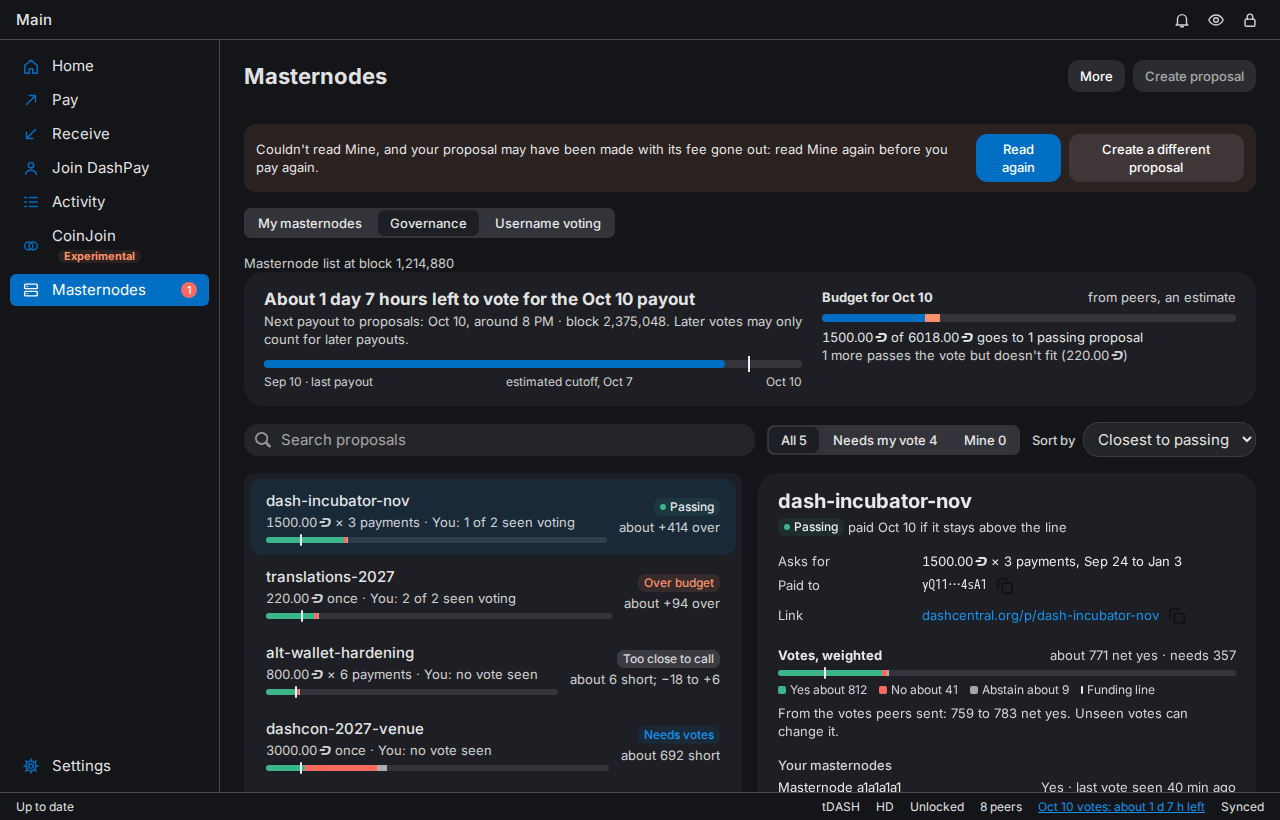 Main
Home
Pay
Receive
Join DashPay
Activity
CoinJoin
Experimental
Masternodes
1
Settings
Masternodes
More
Create proposal
Couldn't read Mine, and your proposal may have been made with its fee gone out: read Mine again before you
pay again.
Read
again
Create a different
proposal
My masternodes
Governance
Username voting
Masternode list at block 1,214,880
About 1 day 7 hours left to vote for the Oct 10 payout
Next payout to proposals: Oct 10, around 8 PM · block 2,375,048. Later votes may only
count for later payouts.
Sep 10 · last payout
estimated cutoff, Oct 7
Oct 10
Budget for Oct 10
from peers, an estimate
1500.00 of 6018.00 goes to 1 passing proposal
1 more passes the vote but doesn't fit (220.00)
Search proposals
All 5
Needs my vote 4
Mine 0
Sort by
Closest to passing
dash-incubator-nov
1500.00 × 3 payments · You: 1 of 2 seen voting
Passing
about +414 over
translations-2027
220.00 once · You: 2 of 2 seen voting
Over budget
about +94 over
alt-wallet-hardening
800.00 × 6 payments · You: no vote seen
Too close to call
about 6 short; −18 to +6
dashcon-2027-venue
3000.00 once · You: no vote seen
Needs votes
about 692 short
dash-incubator-nov
Passing
paid Oct 10 if it stays above the line
Asks for
1500.00 × 3 payments, Sep 24 to Jan 3
Paid to
yQ11···4sA1
Link
dashcentral.org/p/dash-incubator-nov
Votes, weighted
about 771 net yes · needs 357
Yes about 812
No about 41
Abstain about 9
Funding line
From the votes peers sent: 759 to 783 net yes. Unseen votes can
change it.
Your masternodes
Masternode a1a1a1a1
Yes · last vote seen 40 min ago
Up to date
tDASH
HD
Unlocked
8 peers
Oct 10 votes: about 1 d 7 h left
Synced